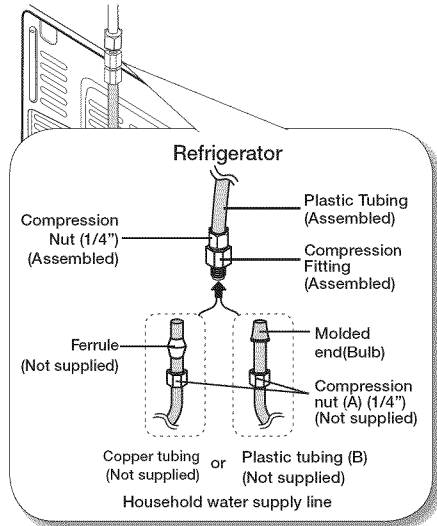 Refrigerator
Plastic Tubing
(Assembled)
Compression
Nut (1/4")
(Assembled)
Compression
Fitting
(Assembled)
Ferrule
(Not supplied)
Molded
end(Bulb)
Compression
nut (A) (1/4")
(Not supplied)
Copper tubing
(Not supplied)
or
Plastic tubing (B)
(Not supplied)
Household water supply line